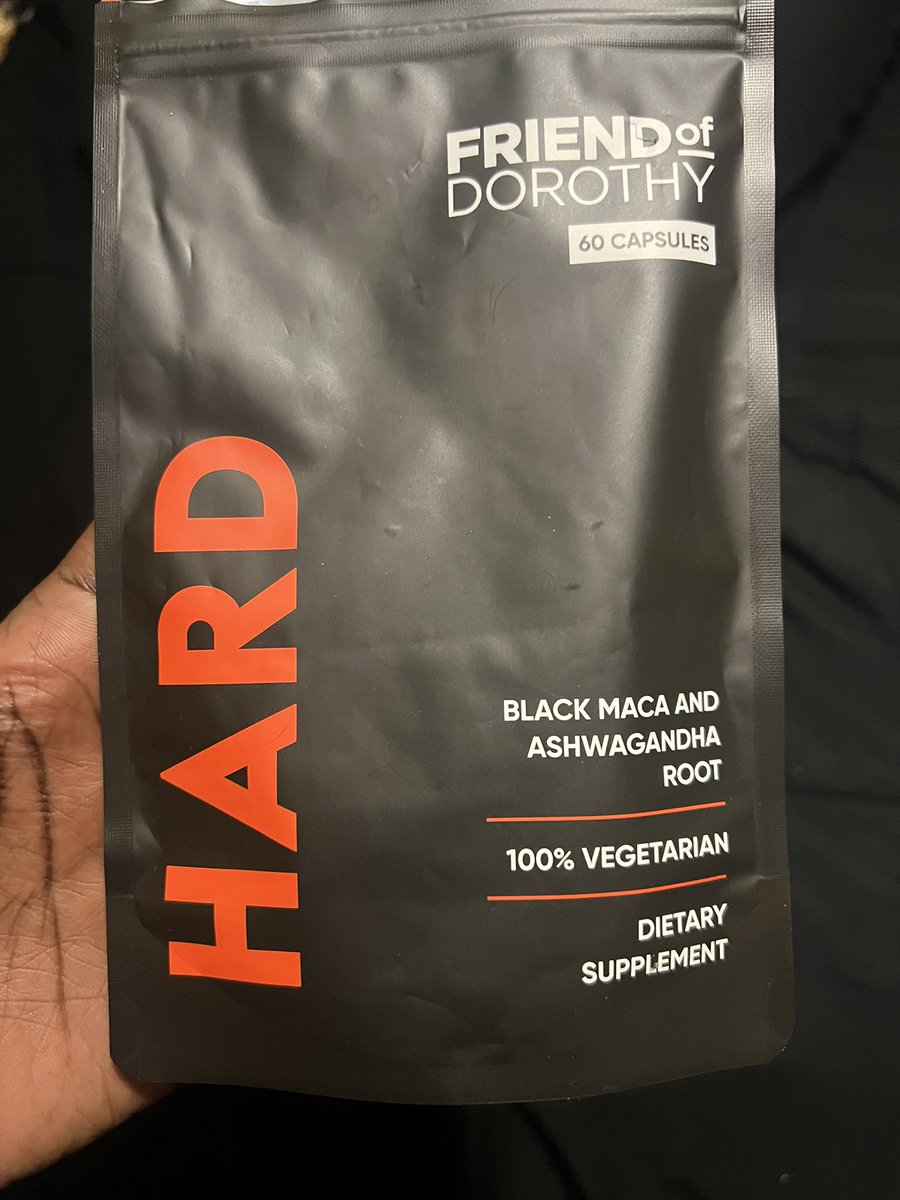 FRIEND of
DOROTHY
60 CAPSULES
HARD
BLACK MACA AND
ASHWAGANDHA
ROOT
100% VEGETARIAN
DIETARY
SUPPLEMENT